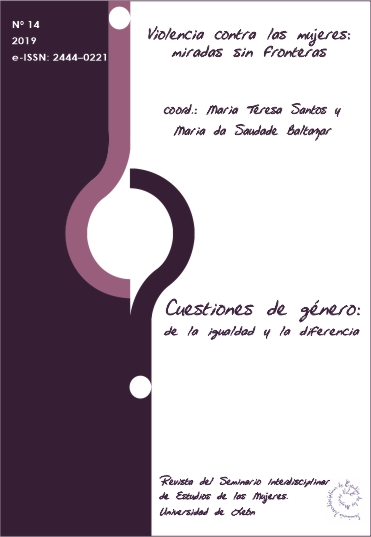 Nº 14
2019
e-ISSN: 2444–0221
Violencia contra las mujeres:
miradas sin fronteras
coord.: Maria Teresa Santos y
Maria da Saudade Baltazar
Cuestiones de género:
de la igualdad y la diferencia
Revista del Seminario Interdisciplinar
de Estudios de las Mujeres.
Universidad de León